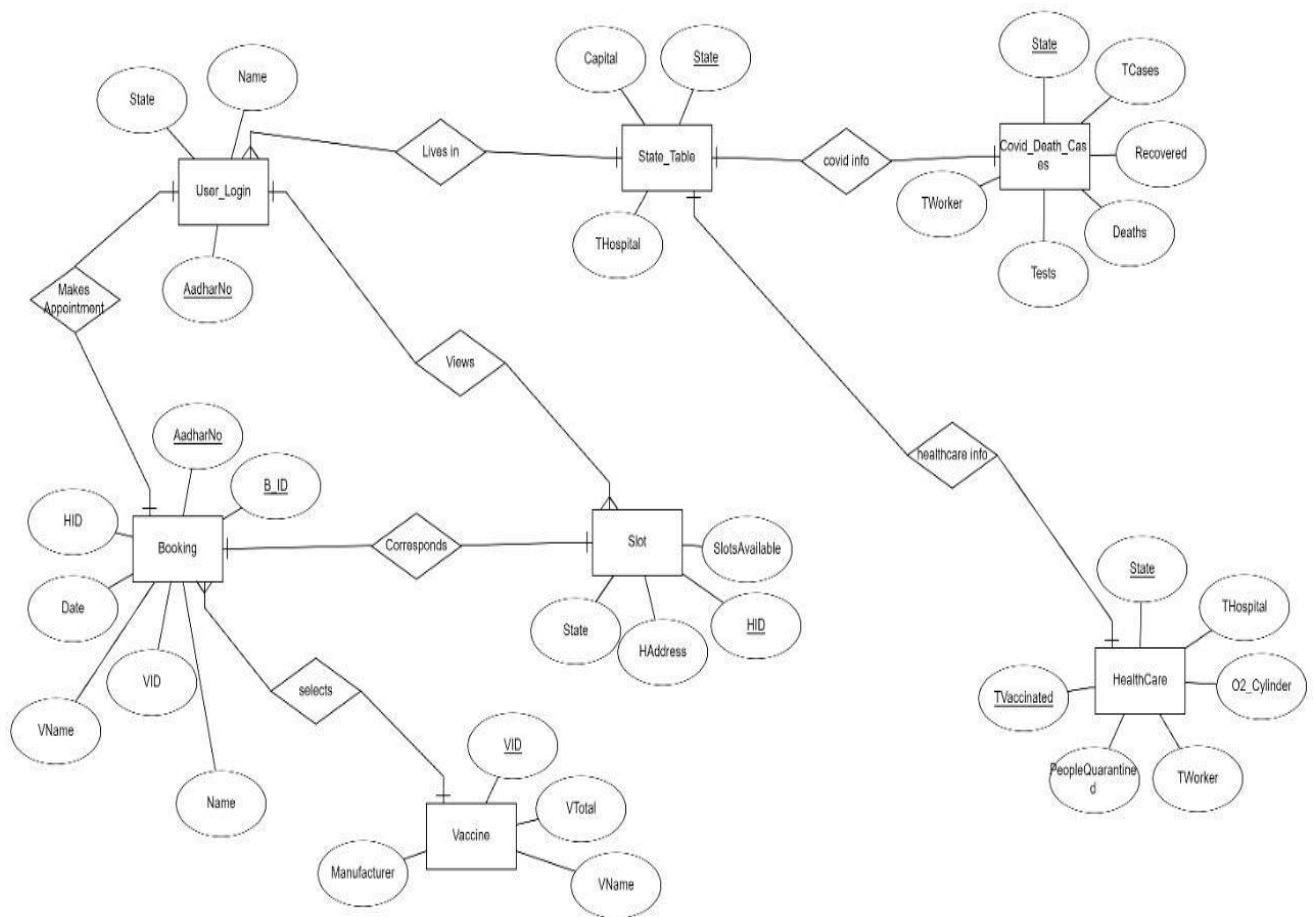 State
Capital
State
Name
TCases
State
Lives in
State_Table
covid info
Covid_Death_Cas
es
Recovered
User_Login
TWorker
Deaths
THospital
Tests
AadharNo
Makes
Appointment
Views
AadharNo
healthcare info
B_ID
HID
Booking
Corresponds
Slot
SlotsAvailable
State
Date
HID
THospital
State
HAddress
VID
HealthCare
O2_Cylinder
selects
TVaccinated
VName
VID
PeopleQuarantine
d
TWorker
Name
VTotal
Vaccine
Manufacturer
VName